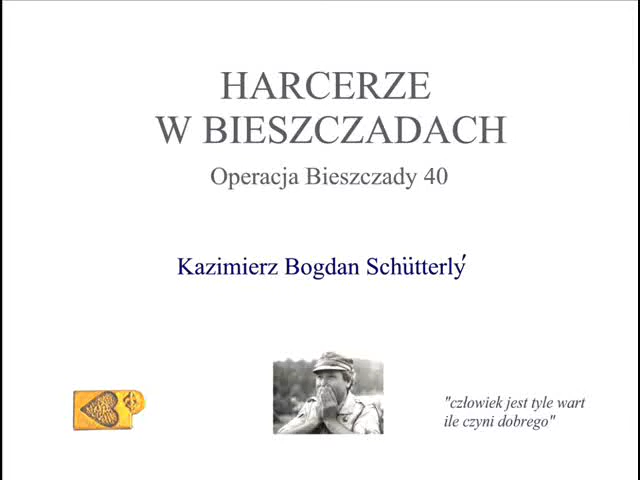 HARCERZE
W BIESZCZADACH
Operacja Bieszczady 40
Kazimierz Bogdan Schütterlý
"człowiek jest tyle wart
ile czyni dobrego"